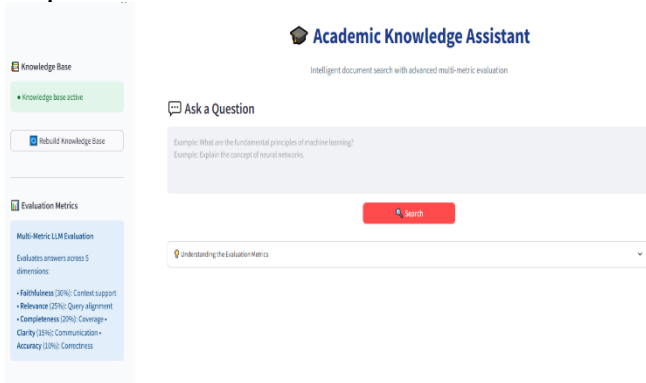 Knowledge Base
• Knowledge base active
Rebuild Knowledge Base
Evaluation Metrics
Multi-Metric LLM Evaluation
Evaluates answers across 5
dimensions:
• Faithfulness (30%): Context support
• Relevance (25%): Query alignment
• Completeness (20%): Coverage •
Clarity (15%): Communication •
Accuracy (10%): Correctness
Academic Knowledge Assistant
Intelligent document search with advanced multi-metric evaluation
Ask a Question
Example: What are the fundamental principles of machine learning?
Example: Explain the concept of neural networks.
Search
Understanding the Evaluation Metrics